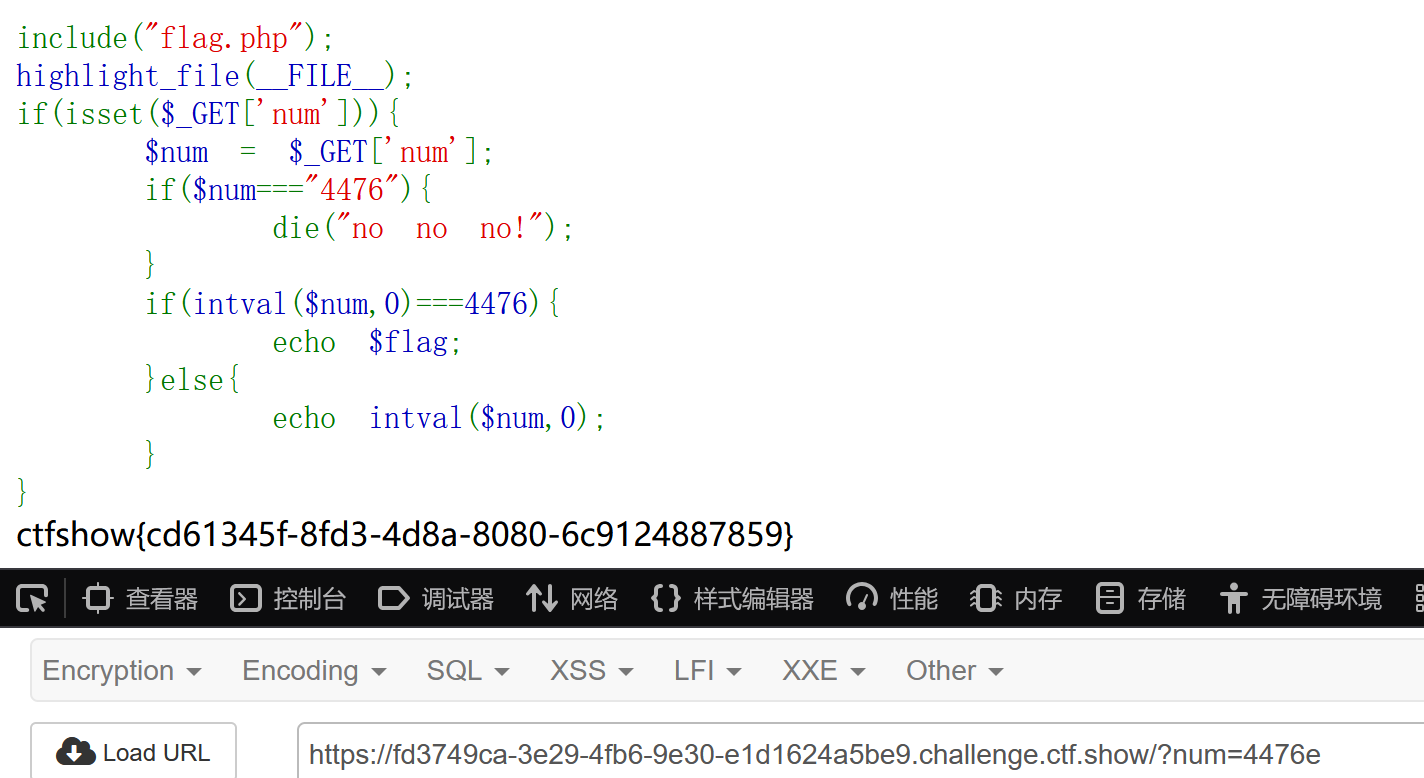 include("flag.php");
highlight_file(__FILE__);
if(isset($_GET['num'])){
$num = $_GET['num'];
if($num==="4476"){
die("no no no!");
}
if(intval($num,0)===4476){
echo $flag;
}else{
echo intval($num,0);
}
}
ctfshow{cd61345f-8fd3-4d8a-8080-6c9124887859}
查看器 控制台 调试器 网络 样式编辑器 性能 内存 存储 无障碍环境
Encryption Encoding SQL XSS LFI XXE Other
Load URL https://fd3749ca-3e29-4fb6-9e30-e1d1624a5be9.challenge.ctf.show/?num=4476e